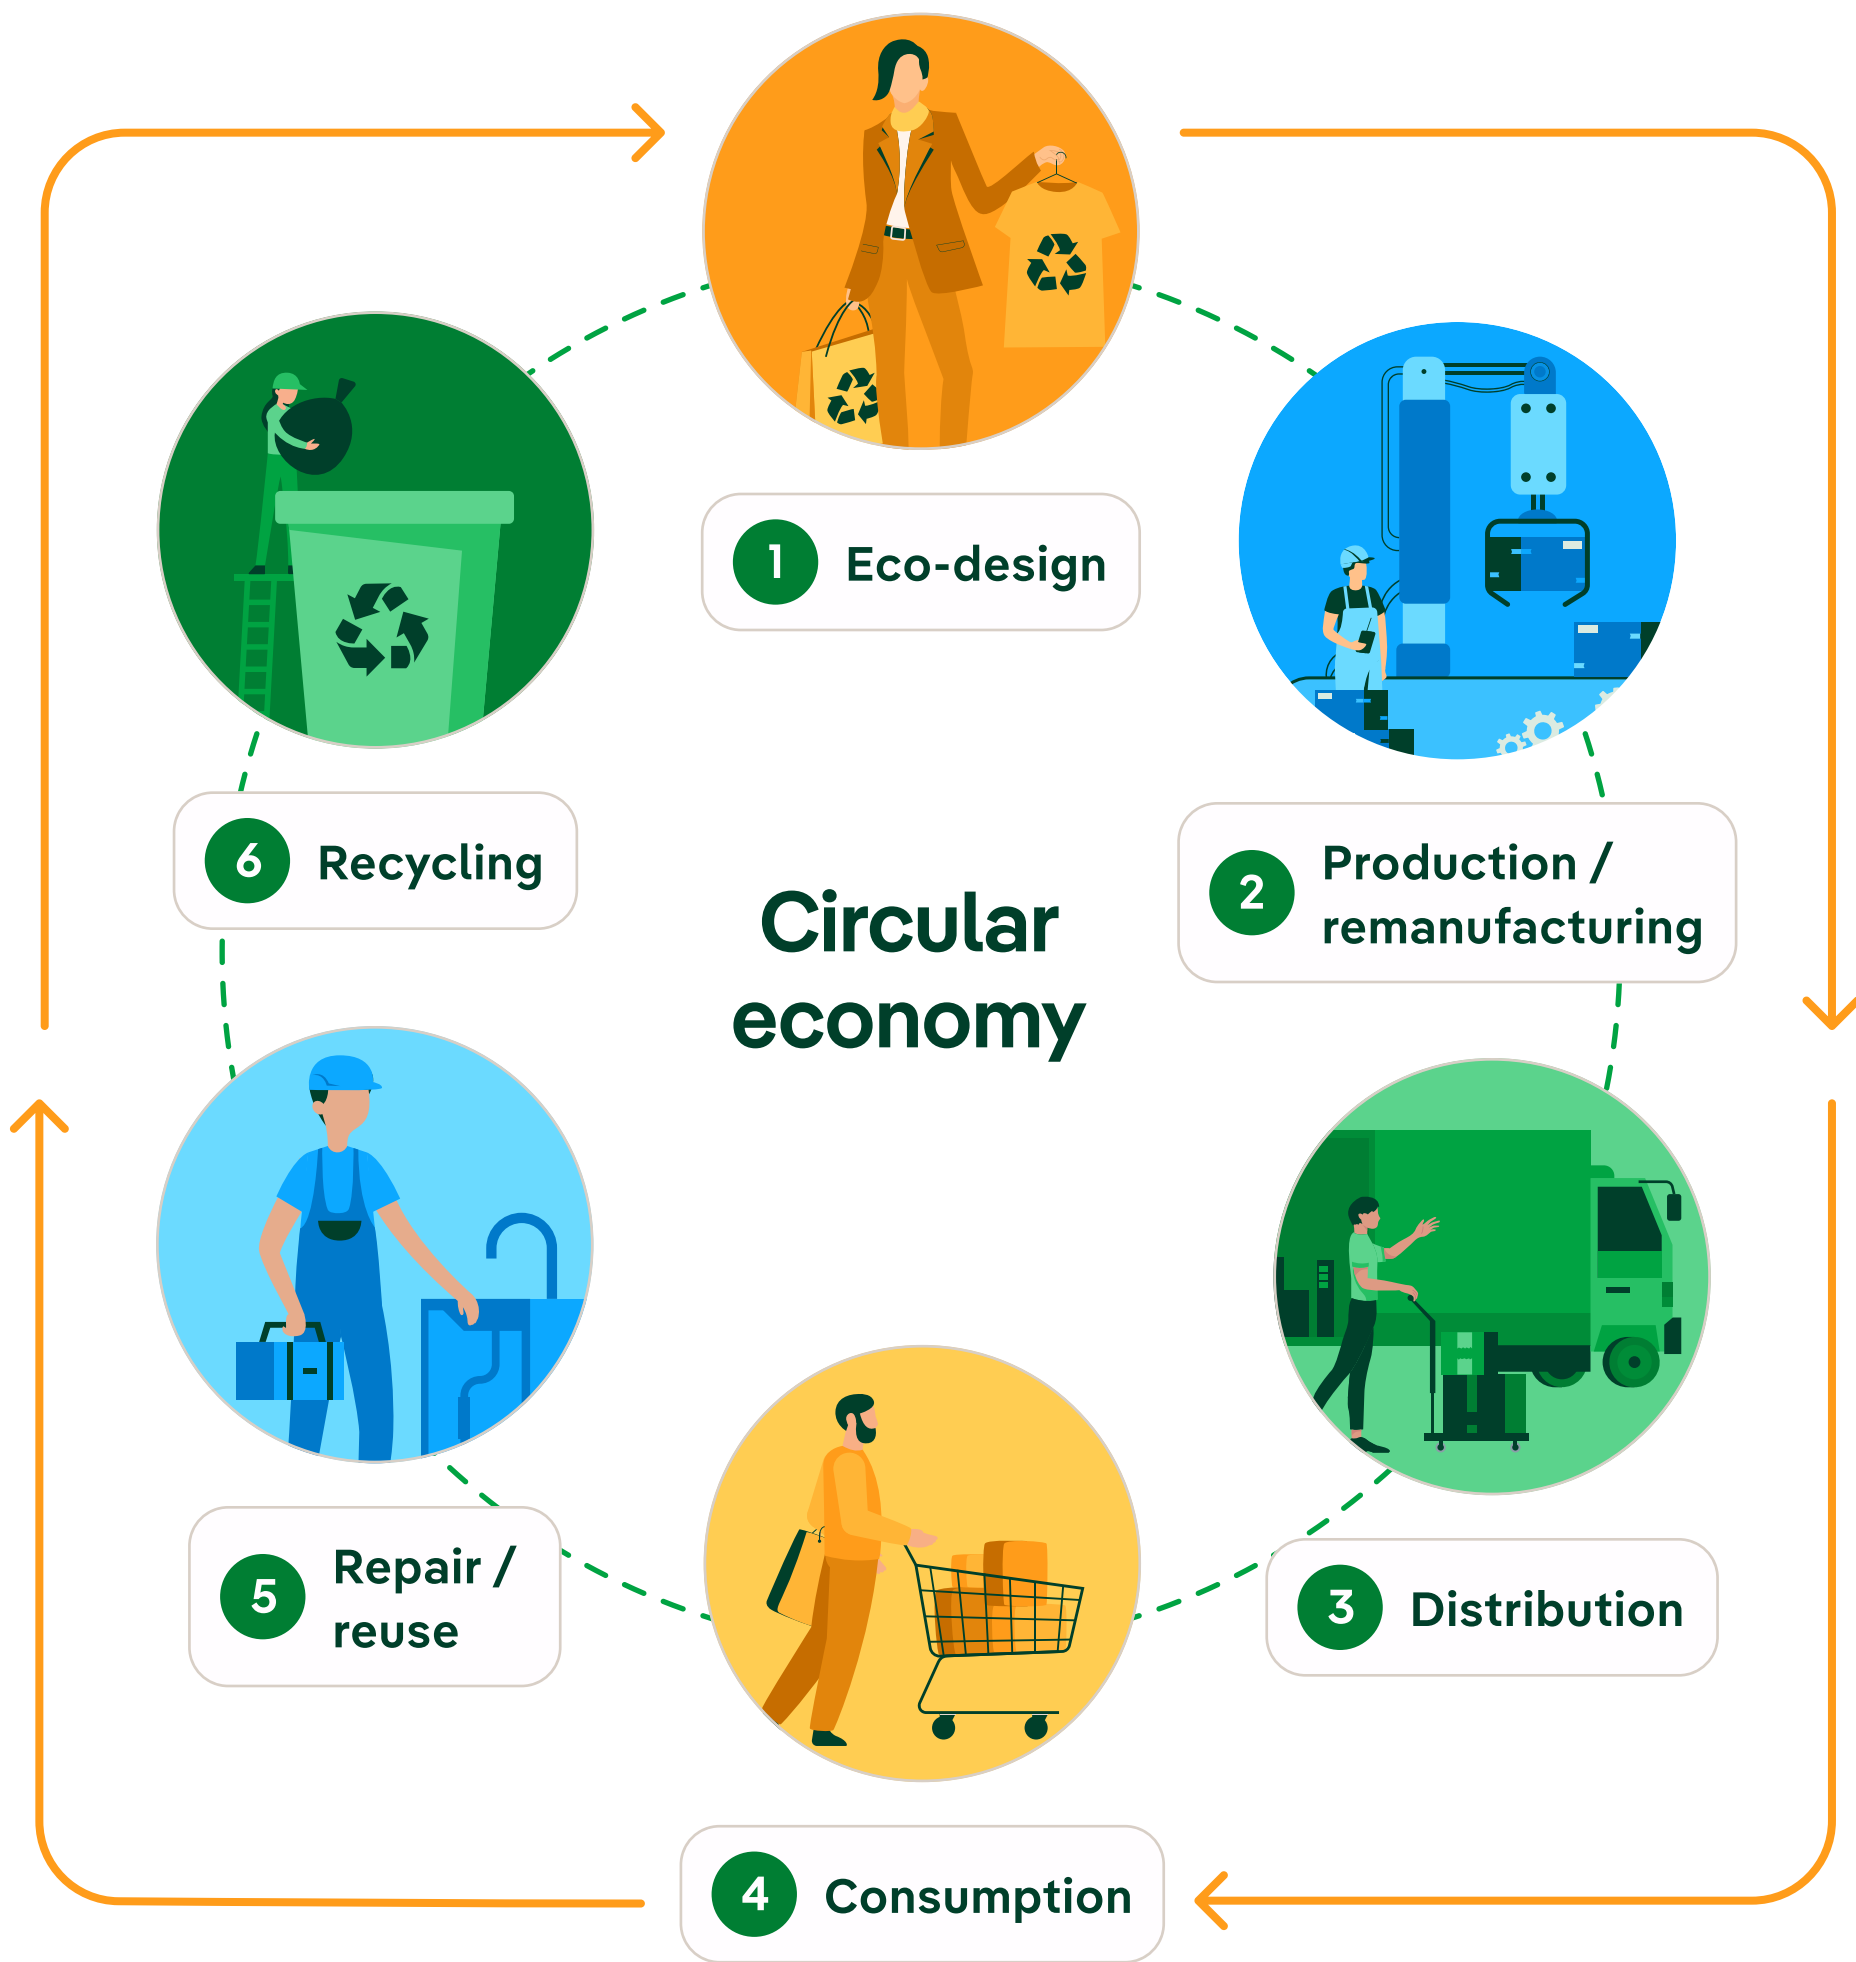 1 Eco-design
2 Production /
remanufacturing
3 Distribution
4 Consumption
5 Repair /
reuse
6 Recycling
Circular
economy